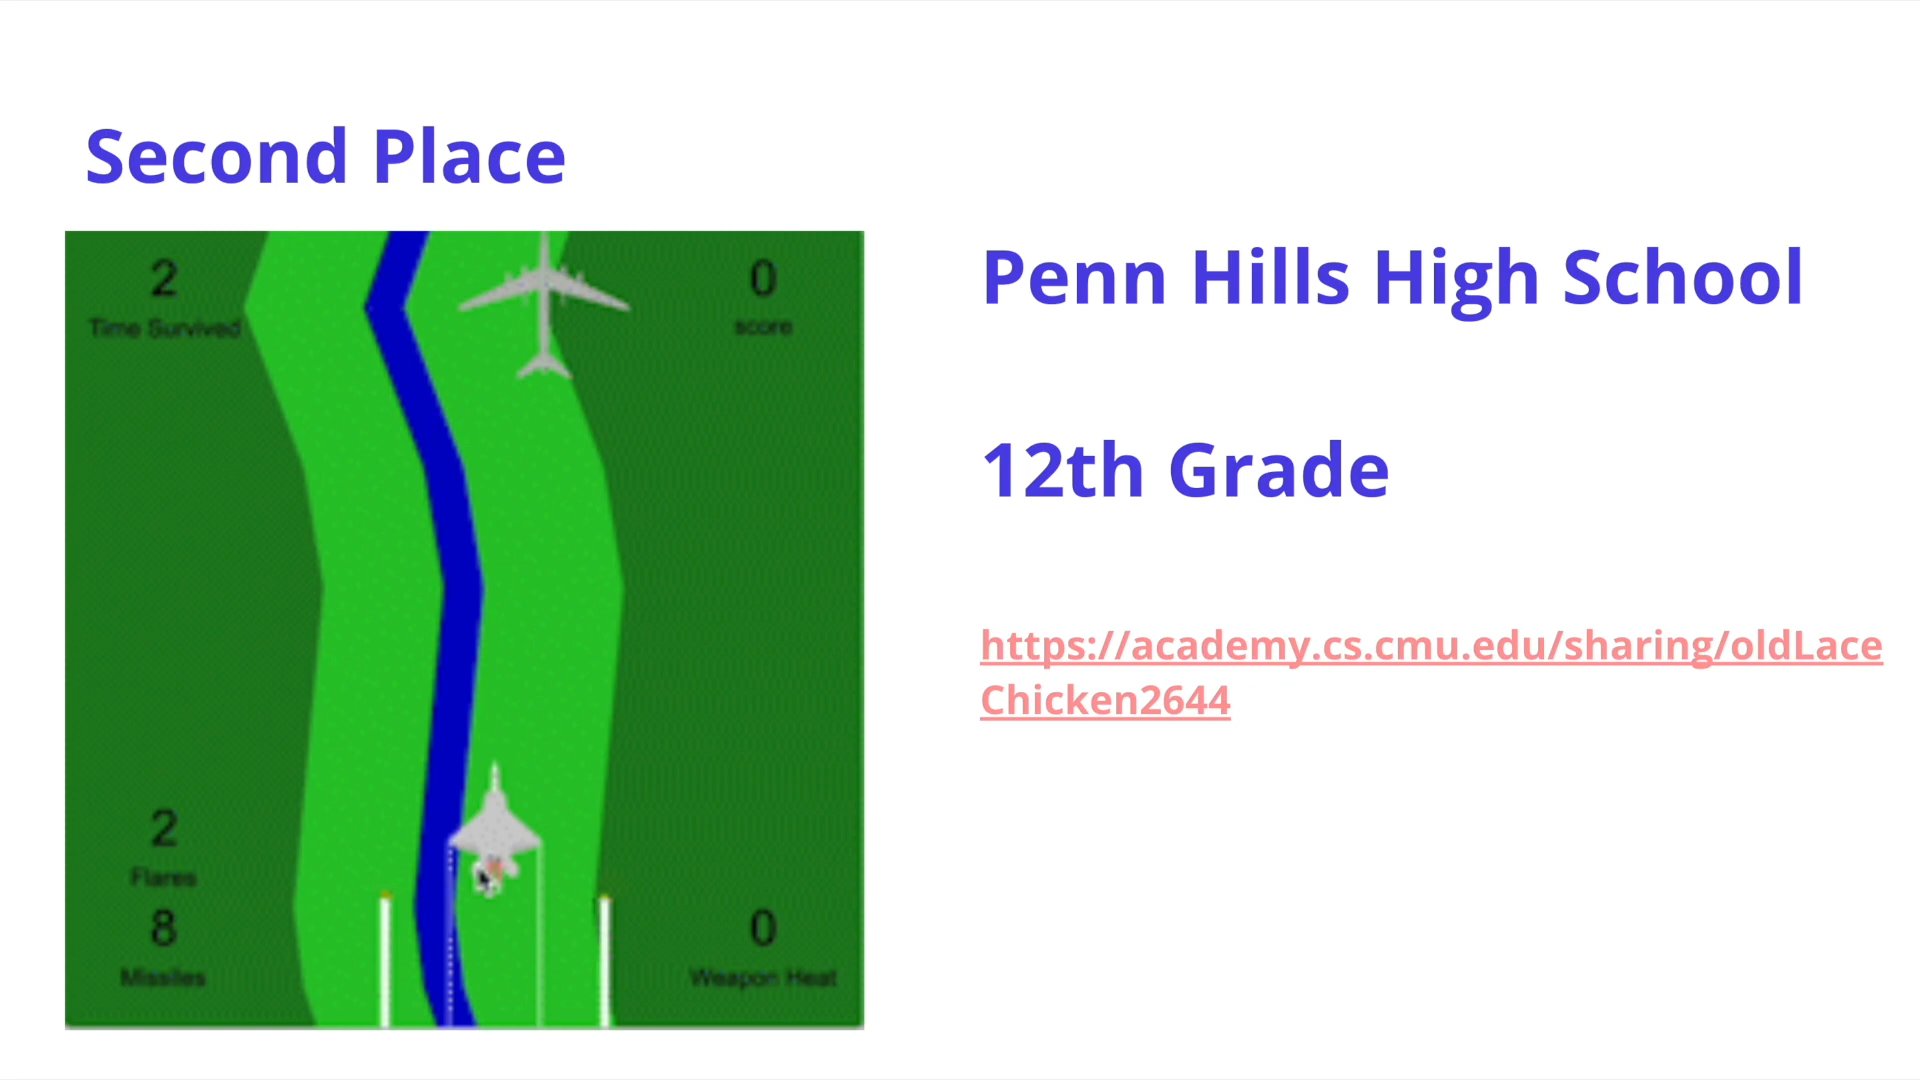 Second Place
2
Time Survived
0
score
2
Flares
8
Missiles
0
Weapon Heat
Penn Hills High School
12th Grade
https://academy.cs.cmu.edu/sharing/oldLace
Chicken2644